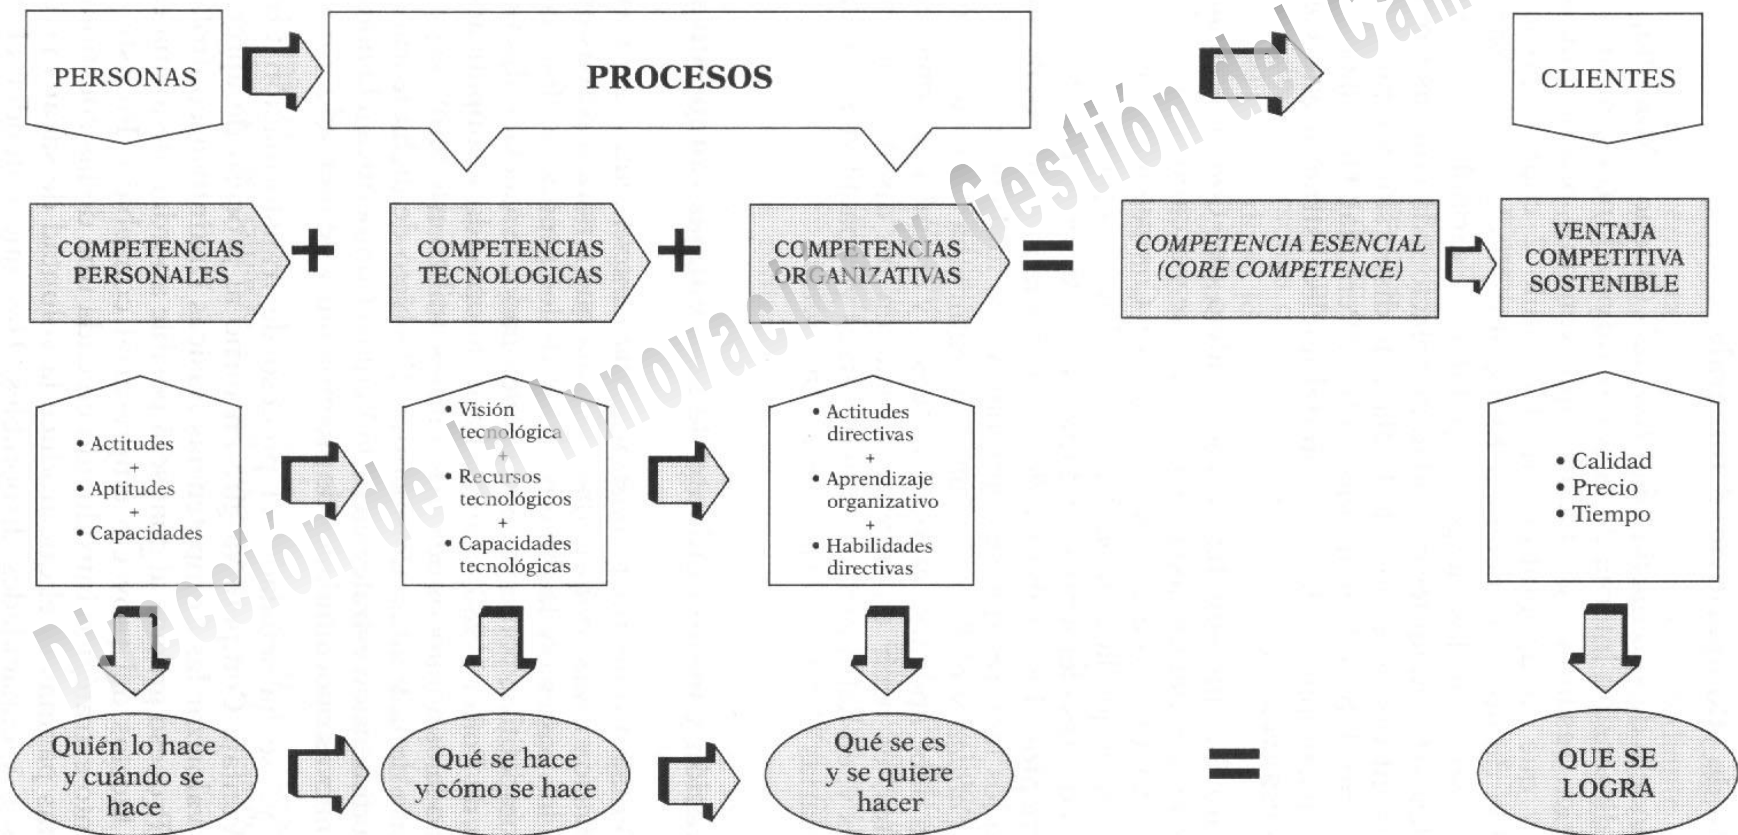 PERSONAS
PROCESOS
CLIENTES
COMPETENCIAS
PERSONALES
+
COMPETENCIAS
TECNOLOGICAS
+
COMPETENCIAS
ORGANIZATIVAS
=
COMPETENCIA ESENCIAL
(CORE COMPETENCE)
VENTAJA
COMPETITIVA
SOSTENIBLE
• Actitudes
+
• Aptitudes
+
• Capacidades
• Visión
tecnológica
+
• Recursos
tecnológicos
+
• Capacidades
tecnológicas
• Actitudes
directivas
+
• Aprendizaje
organizativo
+
• Habilidades
directivas
• Calidad
• Precio
• Tiempo
Quién lo hace
y cuándo se
hace
Qué se hace
y cómo se hace
Qué se es
y se quiere
hacer
=
QUE SE
LOGRA
Dirección de la Innovación y Gestión del